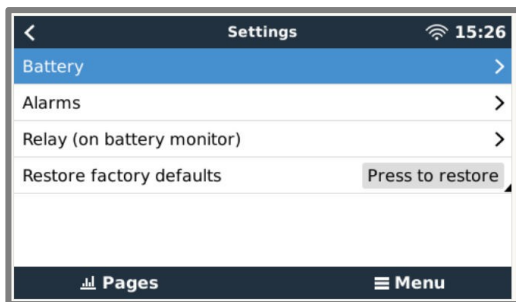 Settings 15:26
Battery
Alarms
Relay (on battery monitor)
Restore factory defaults Press to restore
Pages Menu